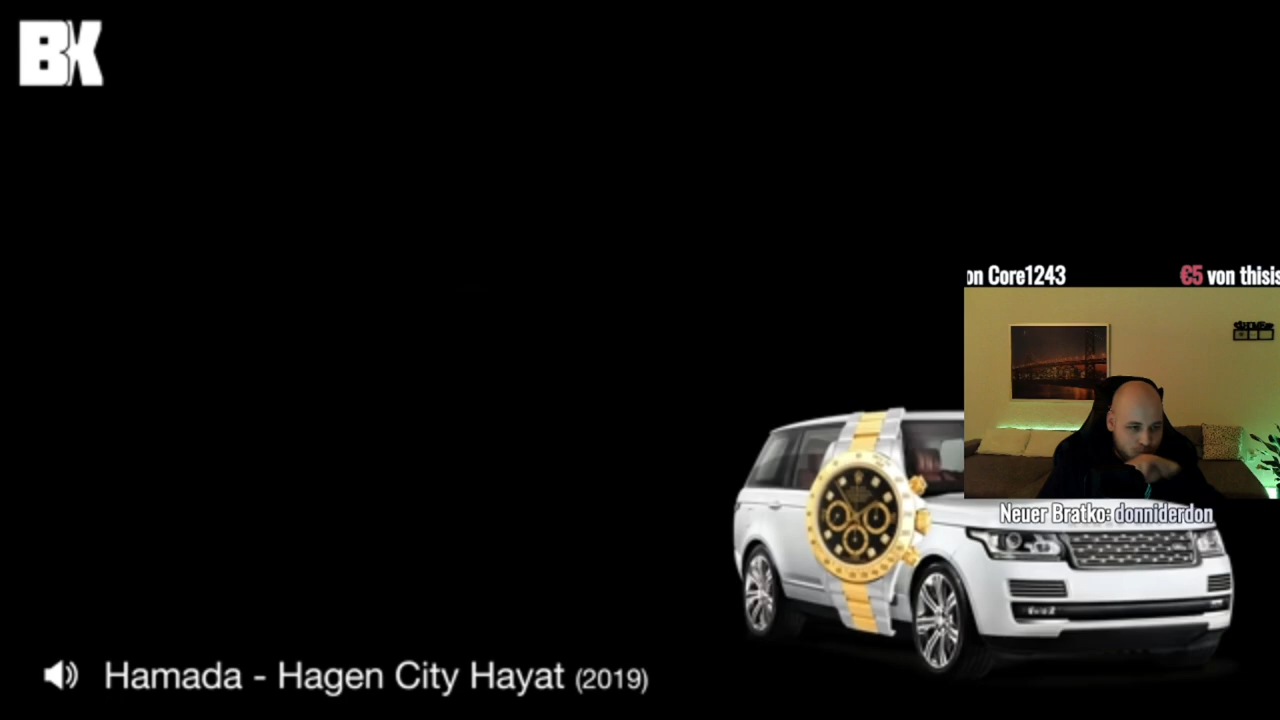 BK
on Core1243 €5 von thisis
Neuer Bratko: donniderdon
Hamada - Hagen City Hayat (2019)